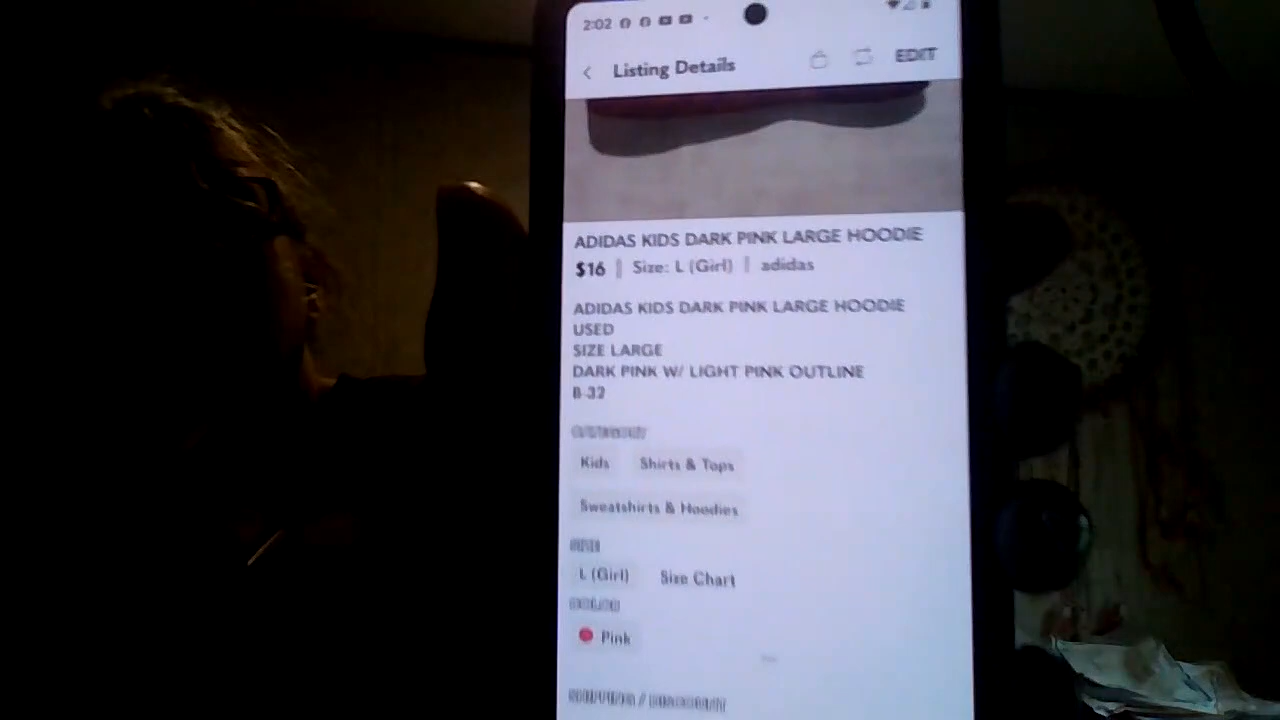 2:02
Listing Details EDIT
ADIDAS KIDS DARK PINK LARGE HOODIE
$16 | Size: L (Girl) | adidas
ADIDAS KIDS DARK PINK LARGE HOODIE
USED
SIZE LARGE
DARK PINK W/ LIGHT PINK OUTLINE
B-32
Kids Shirts & Tops
Sweatshirts & Hoodies
L (Girl) Size Chart
Pink